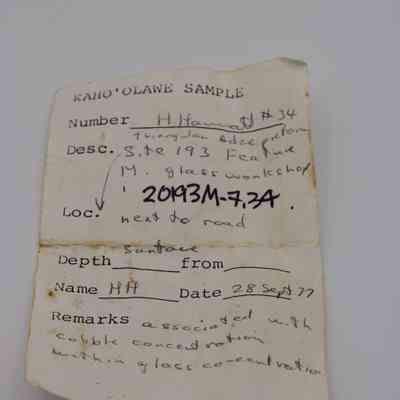 KAHO'OLAWE SAMPLE
Number H. Hammatt #34
triangular adze preform
Desc. Site 193 Feature
M. glass workshop
20193M-7,34.
Loc. next to road
Depth surface from
Name HH Date 28 Sept 77
Remarks associated with
cobble concentration
within glass concentration